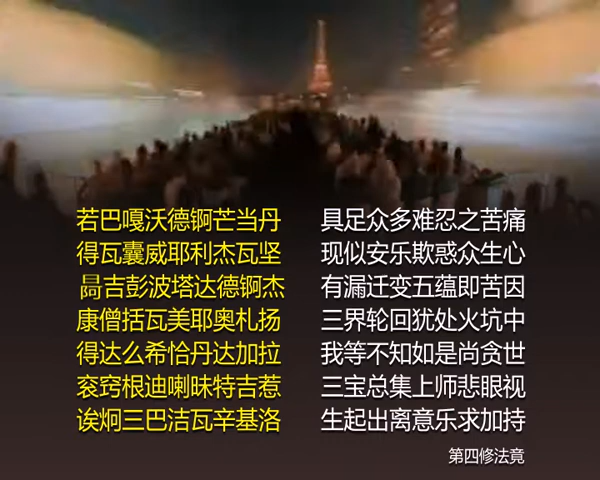 若巴嘎沃德锕芒当丹 具足众多难忍之苦痛
得瓦囊威耶利杰瓦坚 现似安乐欺惑众生心
咼吉彭波塔达德锕杰 有漏迁变五蕴即苦因
康僧括瓦美耶奥札扬 三界轮回犹处火坑中
得达么希恰丹达加拉 我等不知如是尚贪世
衮窍根迪喇昧特吉惹 三宝总集上师悲眼视
诶炯三巴洁瓦辛基洛 生起出离意乐求加持
第四修法竟